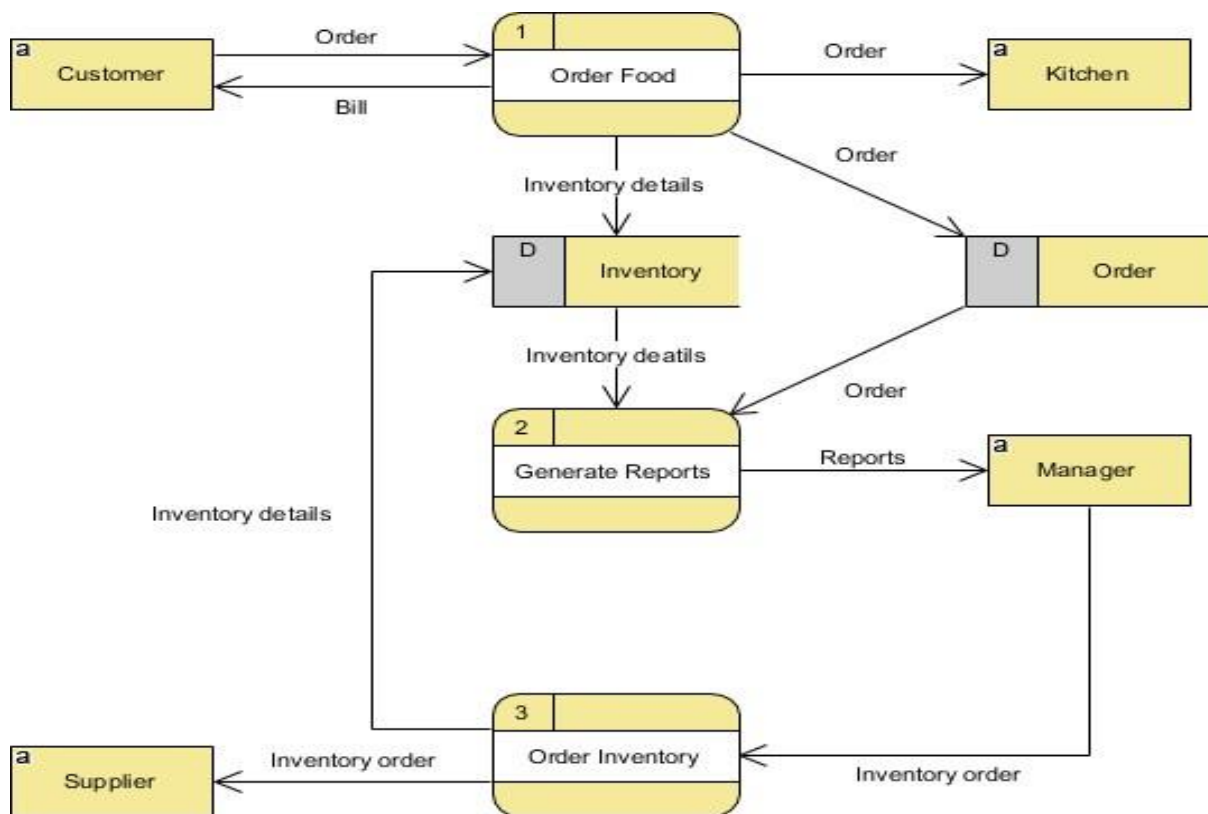 1
a
Order
a
Customer
Order Food
Order
Kitchen
Bill
Order
Inventory details
D
Inventory
D
Order
Inventory deatils
Order
2
Generate Reports
Reports
a
Manager
Inventory details
3
a
Supplier
Inventory order
Order Inventory
Inventory order